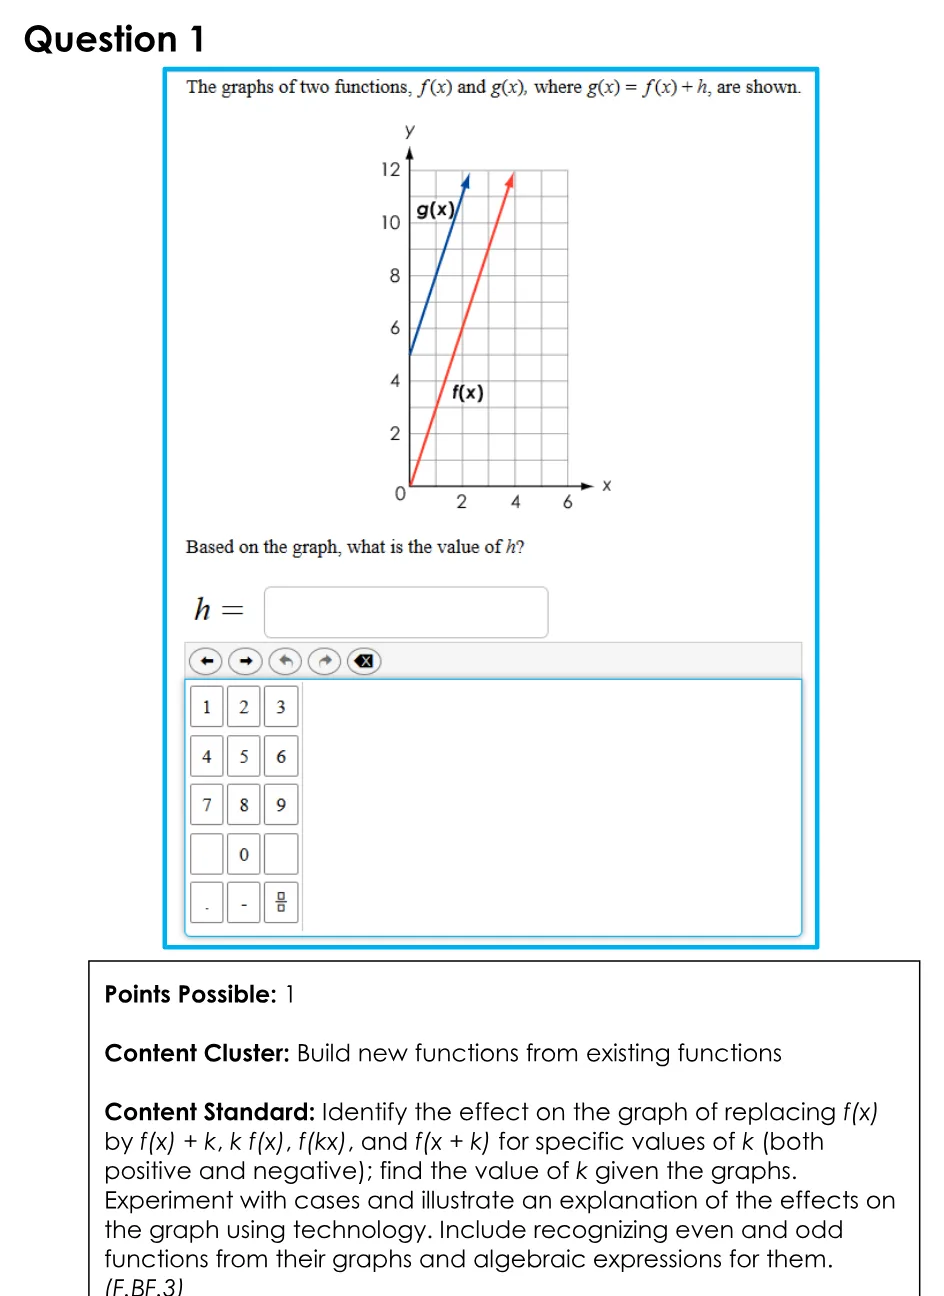 Question 1
The graphs of two functions, f(x) and g(x), where g(x) = f(x) + h, are shown.
y
12
g(x)
10
8
6
4
f(x)
2
0
x
2 4 6
Based on the graph, what is the value of h?
h =
1 2 3
4 5 6
7 8 9
0
. -
Points Possible: 1
Content Cluster: Build new functions from existing functions
Content Standard: Identify the effect on the graph of replacing f(x)
by f(x) + k, k f(x), f(kx), and f(x + k) for specific values of k (both
positive and negative); find the value of k given the graphs.
Experiment with cases and illustrate an explanation of the effects on
the graph using technology. Include recognizing even and odd
functions from their graphs and algebraic expressions for them.
(F.BF.3)